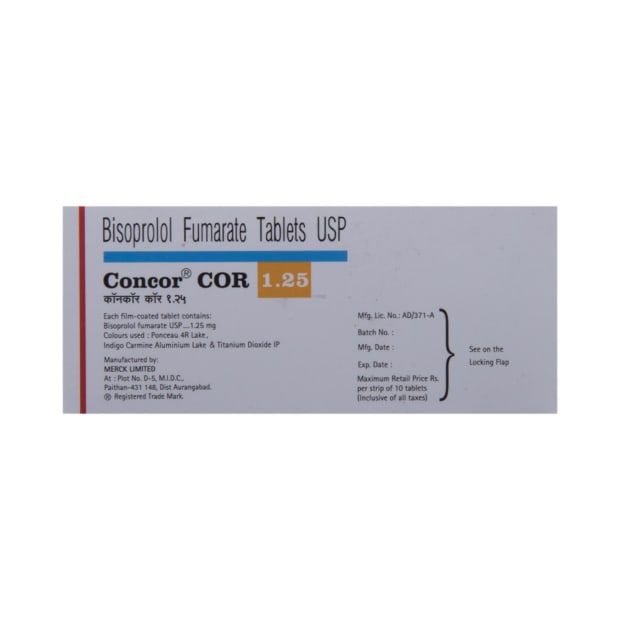 Bisoprolol Fumarate Tablets USP
Concor® COR 1.25
कॉनकॉर कॉर १.२५
Each film-coated tablet contains:
Bisoprolol fumarate USP....1.25 mg
Colours used : Ponceau 4R Lake,
Indigo Carmine Aluminium Lake & Titanium Dioxide IP
Manufactured by:
MERCK LIMITED
At : Plot No. D-5, M.I.D.C.,
Paithan-431 148, Dist Aurangabad.
® Registered Trade Mark.
Mfg. Lic. No.: AD/371-A
Batch No. :
Mfg. Date :
Exp. Date :
Maximum Retail Price Rs.
per strip of 10 tablets
(Inclusive of all taxes)
See on the
Locking Flap